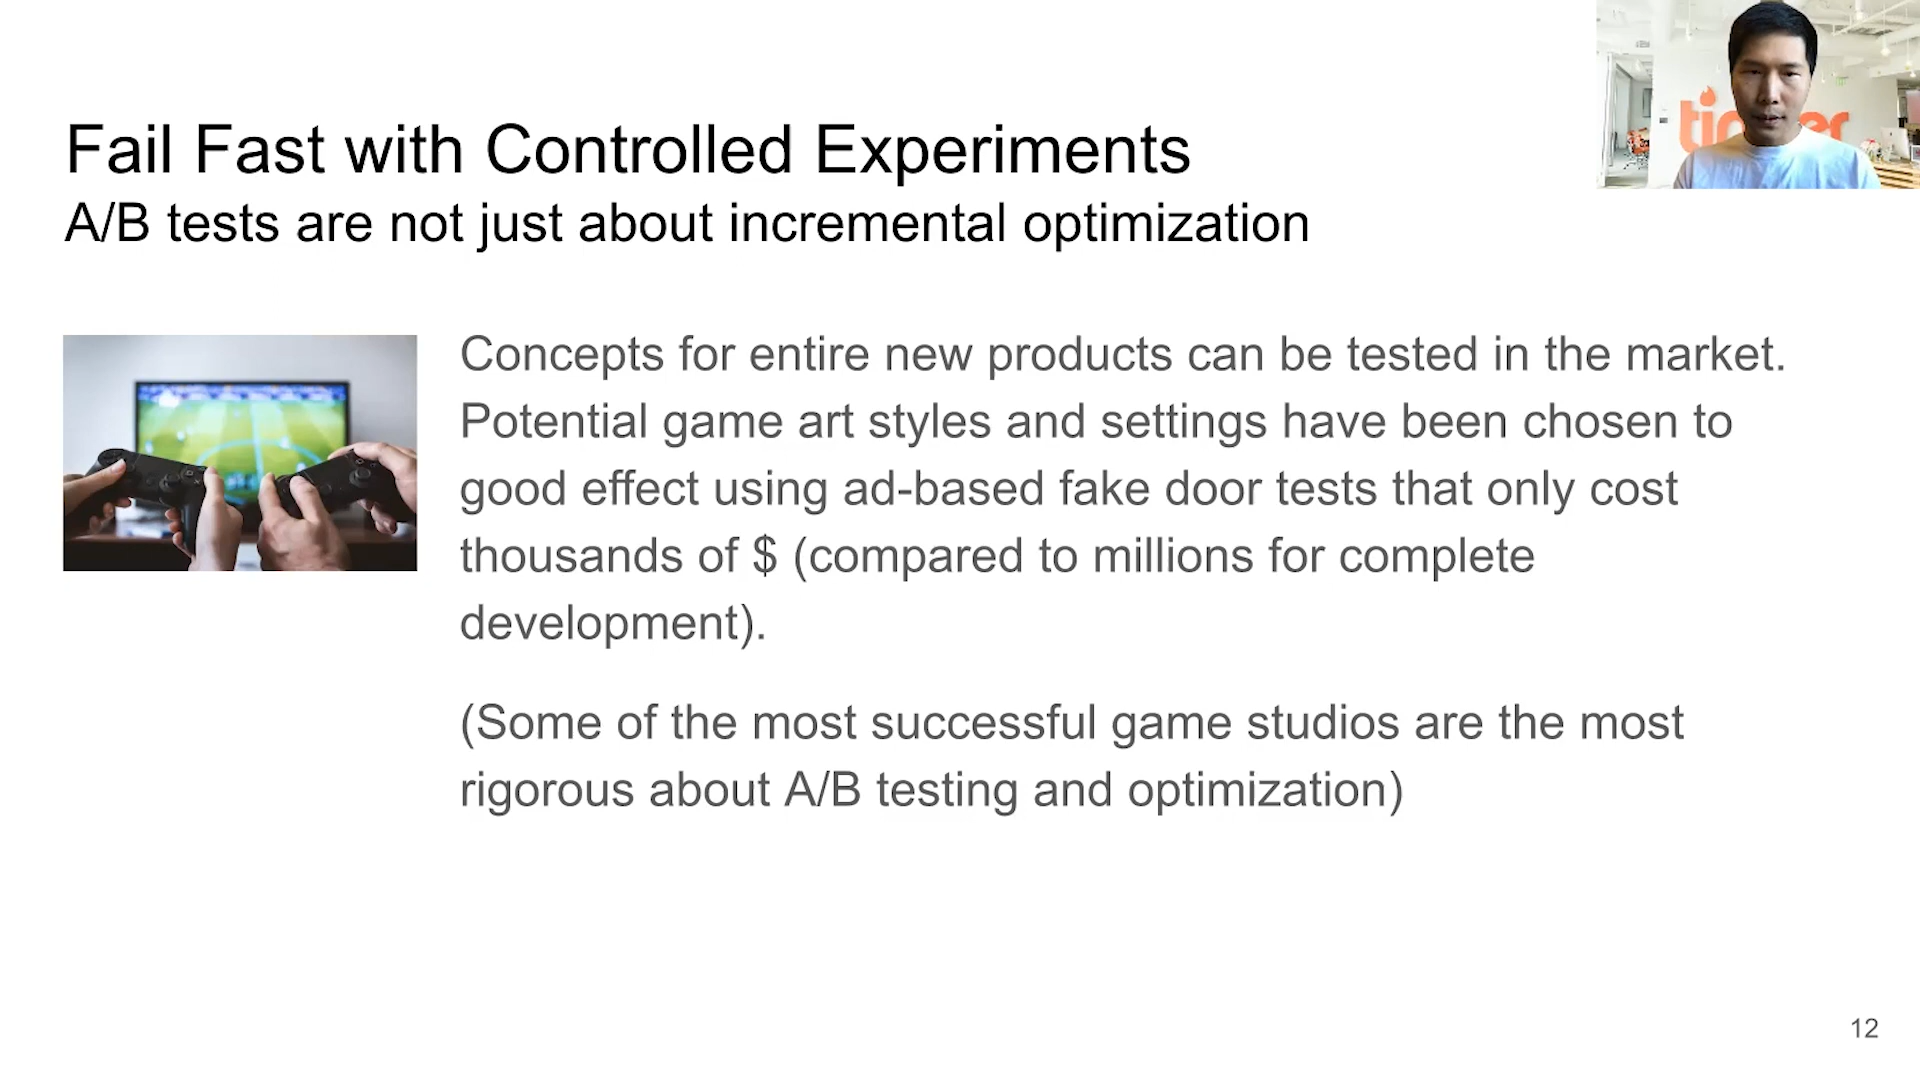 Fail Fast with Controlled Experiments
A/B tests are not just about incremental optimization
Concepts for entire new products can be tested in the market.
Potential game art styles and settings have been chosen to
good effect using ad-based fake door tests that only cost
thousands of $ (compared to millions for complete
development).
(Some of the most successful game studios are the most
rigorous about A/B testing and optimization)
12